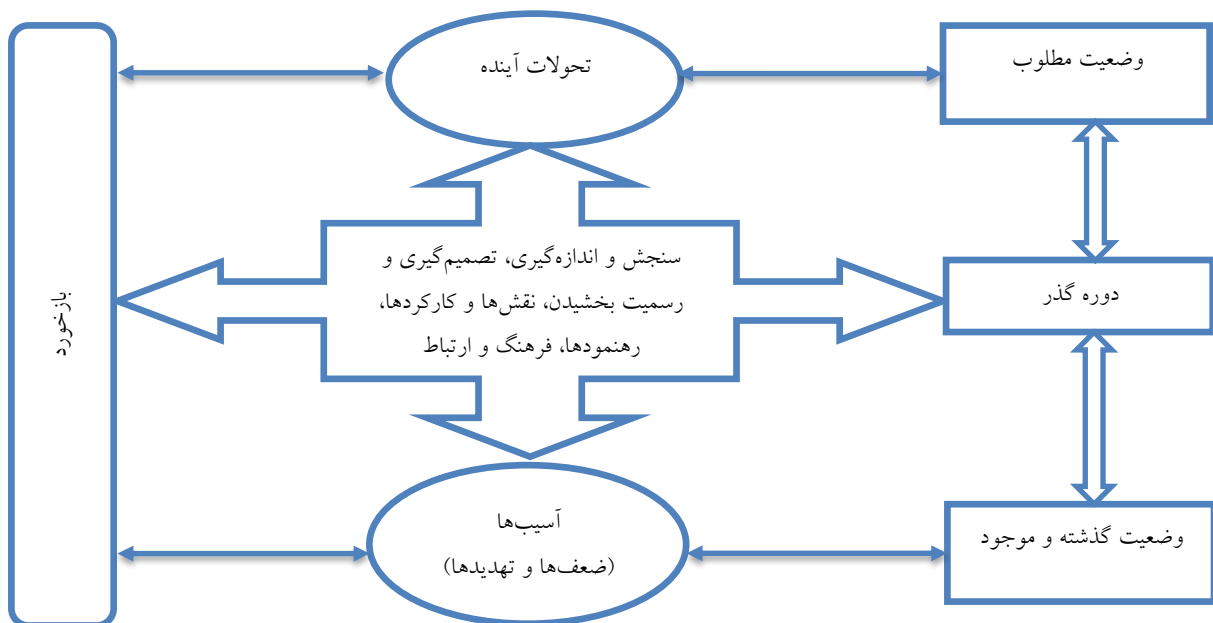 وضعیت مطلوب
تحولات آینده
سنجش و اندازه‌گیری، تصمیم‌گیری و
رسمیت بخشیدن، نقش‌ها و کارکردها،
رهنمودها، فرهنگ و ارتباط
دوره گذر
بازخورد
وضعیت گذشته و موجود
آسیب‌ها
(ضعف‌ها و تهدیدها)